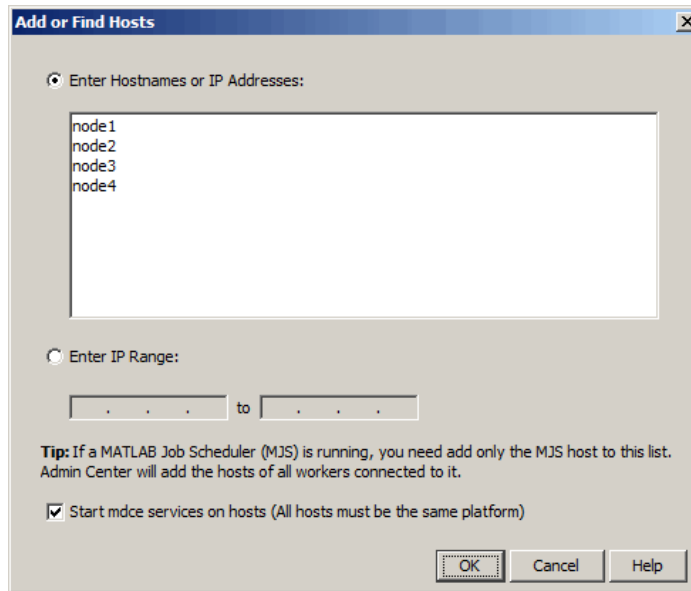 Add or Find Hosts
Enter Hostnames or IP Addresses:
node1
node2
node3
node4
Enter IP Range:
. . . to . . .
Tip: If a MATLAB Job Scheduler (MJS) is running, you need add only the MJS host to this list.
Admin Center will add the hosts of all workers connected to it.
Start mdce services on hosts (All hosts must be the same platform)
OK Cancel Help